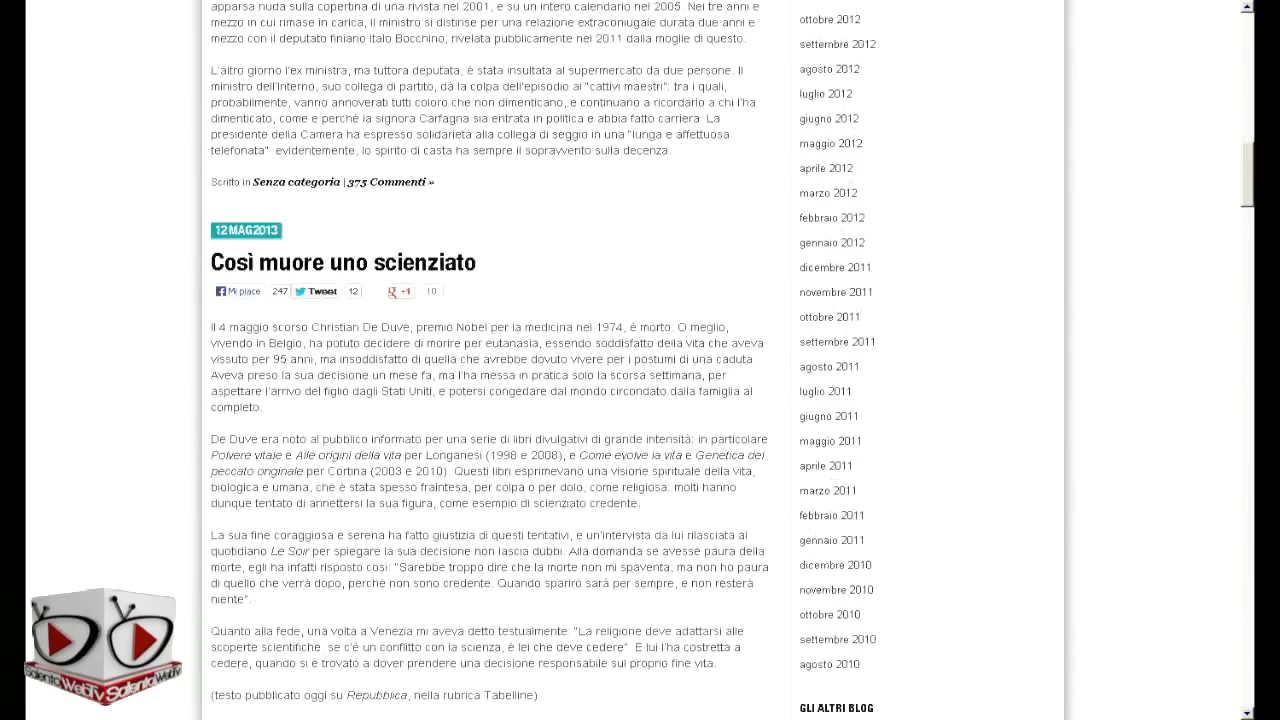 apparsa nuda sulla copertina di una rivista nel 2001, e su un intero calendario nel 2005. Nei tre anni e
mezzo in cui rimase in carica, il ministro si distinse per una relazione extraconiugale durata due anni e
mezzo con il deputato finiano Italo Bocchino, rivelata pubblicamente nel 2011 dalla moglie di questo.
L'altro giorno l'ex ministra, ma tuttora deputata, è stata insultata al supermercato da due persone. Il
ministro dell'Interno, suo collega di partito, dà la colpa dell'episodio ai "cattivi maestri": tra i quali,
probabilmente, vanno annoverati tutti coloro che non dimenticano, e continuano a ricordarlo a chi l'ha
dimenticato, come e perché la signora Carfagna sia entrata in politica e abbia fatto carriera. La
presidente della Camera ha espresso solidarietà alla collega di seggio in una "lunga e affettuosa
telefonata" evidentemente, lo spirito di casta ha sempre il sopravvento sulla decenza.
Scritto in Senza categoria | 375 Commenti »
12 MAG 2013
Così muore uno scienziato
Mi piace 247 Tweet 12 +1 10
Il 4 maggio scorso Christian De Duve, premio Nobel per la medicina nel 1974, è morto. O meglio,
vivendo in Belgio, ha potuto decidere di morire per eutanasia, essendo soddisfatto della vita che aveva
vissuto per 95 anni, ma insoddisfatto di quella che avrebbe dovuto vivere per i postumi di una caduta
Aveva preso la sua decisione un mese fa, ma l'ha messa in pratica solo la scorsa settimana, per
aspettare l'arrivo del figlio dagli Stati Uniti, e potersi congedare dal mondo circondato dalla famiglia al
completo.
De Duve era noto al pubblico informato per una serie di libri divulgativi di grande intensità: in particolare
Polvere vitale e Alle origini della vita per Longanesi (1998 e 2008), e Come evolve la vita e Genetica del
peccato originale per Cortina (2003 e 2010). Questi libri esprimevano una visione spirituale della vita,
biologica e umana, che è stata spesso fraintesa, per colpa o per dolo, come religiosa: molti hanno
dunque tentato di annettersi la sua figura, come esempio di scienziato credente.
La sua fine coraggiosa e serena ha fatto giustizia di questi tentativi, e un'intervista da lui rilasciata al
quotidiano Le Soir per spiegare la sua decisione non lascia dubbi. Alla domanda se avesse paura della
morte, egli ha infatti risposto così: "Sarebbe troppo dire che la morte non mi spaventa, ma non ho paura
di quello che verrà dopo, perché non sono credente. Quando sparirò sarà per sempre, e non resterà
niente".
Quanto alla fede, una volta a Venezia mi aveva detto testualmente: "La religione deve adattarsi alle
scoperte scientifiche se c'è un conflitto con la scienza, è lei che deve cedere" E lui l'ha costretta a
cedere, quando si è trovato a dover prendere una decisione responsabile sul proprio fine vita.
(testo pubblicato oggi su Repubblica, nella rubrica Tabelline)
ottobre 2012
settembre 2012
agosto 2012
luglio 2012
giugno 2012
maggio 2012
aprile 2012
marzo 2012
febbraio 2012
gennaio 2012
dicembre 2011
novembre 2011
ottobre 2011
settembre 2011
agosto 2011
luglio 2011
giugno 2011
maggio 2011
aprile 2011
marzo 2011
febbraio 2011
gennaio 2011
dicembre 2010
novembre 2010
ottobre 2010
settembre 2010
agosto 2010
GLI ALTRI BLOG
Salento WebTv Salento WebTv